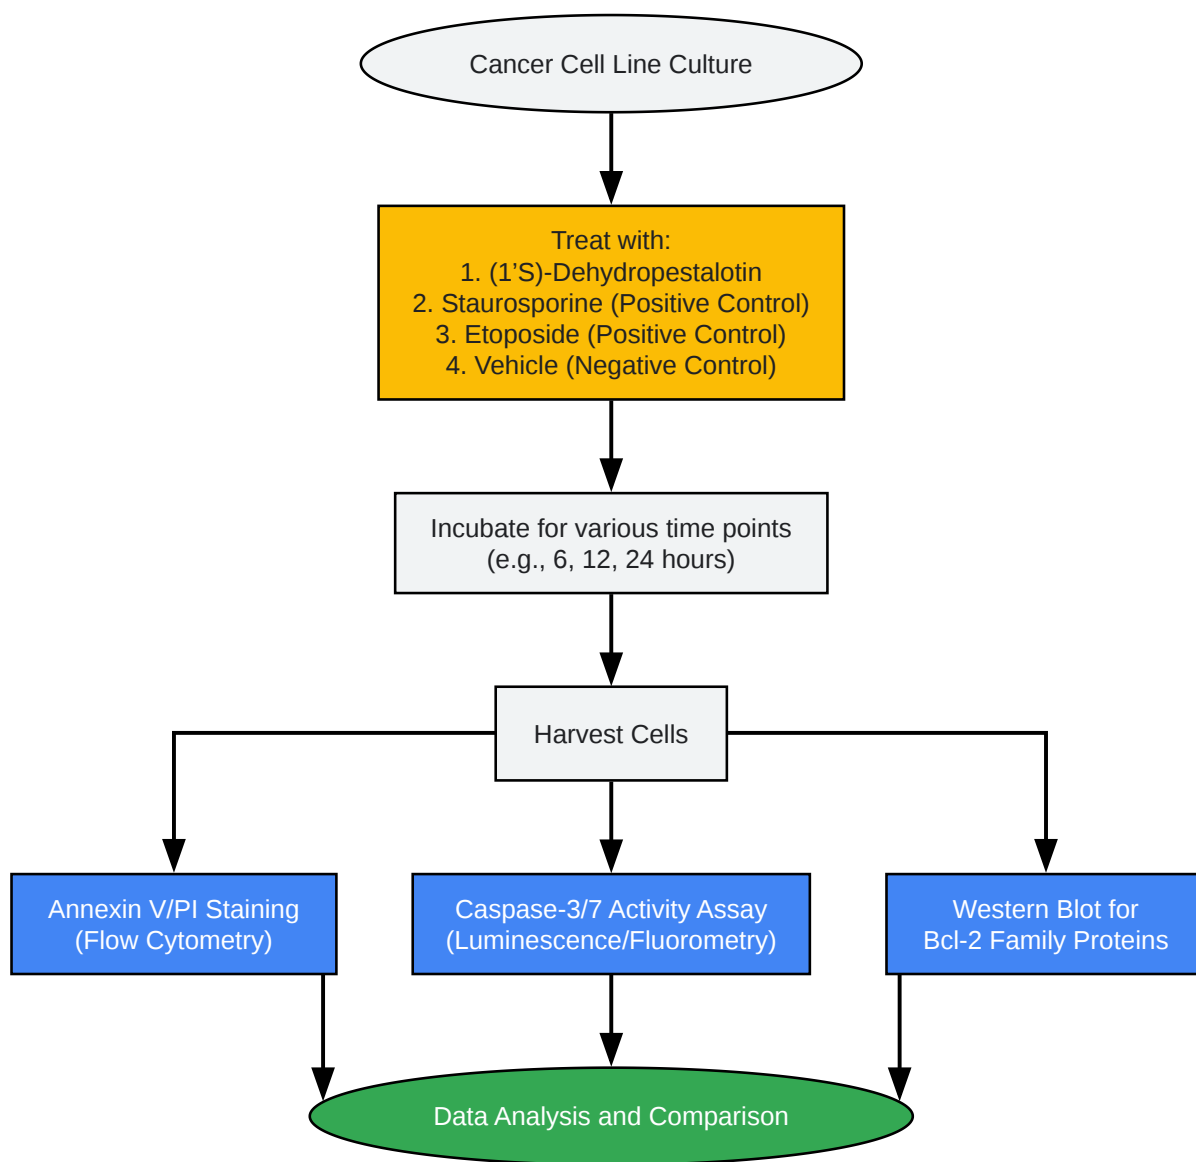 Cancer Cell Line Culture
Treat with:
1. (1’S)-Dehydropestalotin
2. Staurosporine (Positive Control)
3. Etoposide (Positive Control)
4. Vehicle (Negative Control)
Incubate for various time points
(e.g., 6, 12, 24 hours)
Harvest Cells
Annexin V/PI Staining
(Flow Cytometry)
Caspase-3/7 Activity Assay
(Luminescence/Fluorometry)
Western Blot for
Bcl-2 Family Proteins
Data Analysis and Comparison